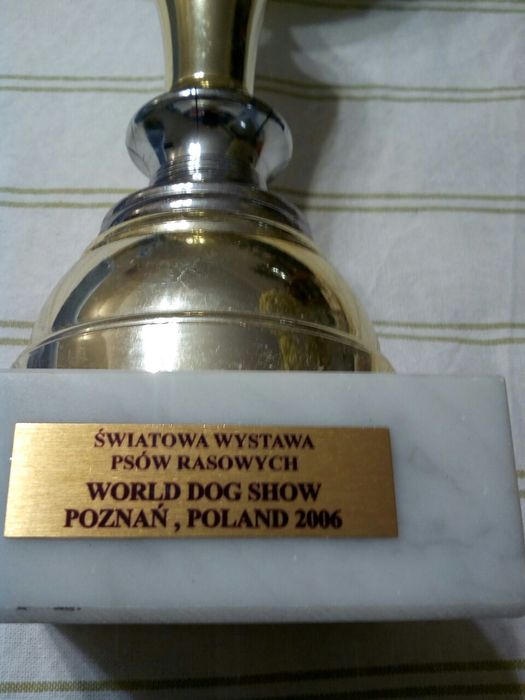 ŚWIATOWA WYSTAWA
PSÓW RASOWYCH
WORLD DOG SHOW
POZNAŃ , POLAND 2006